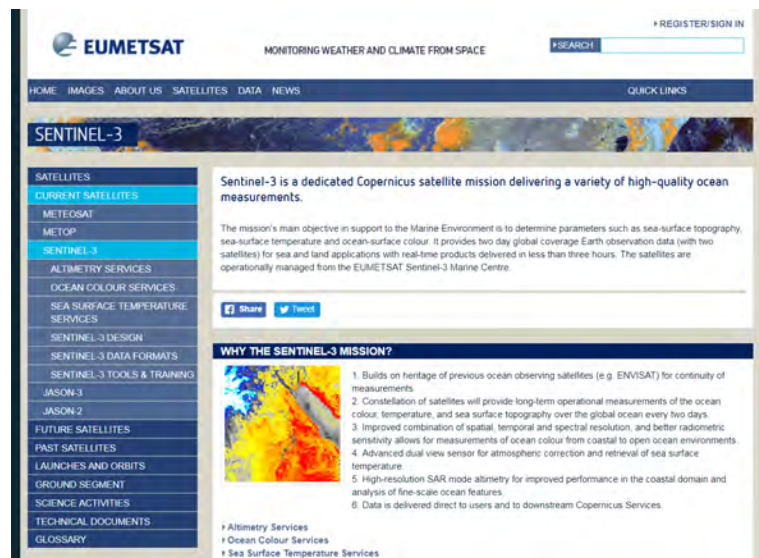 REGISTER/SIGN IN
EUMETSAT
MONITORING WEATHER AND CLIMATE FROM SPACE
SEARCH
HOME IMAGES ABOUT US SATELLITES DATA NEWS
QUICK LINKS
SENTINEL-3
SATELLITES
CURRENT SATELLITES
METEOSAT
METOP
SENTINEL-3
ALTIMETRY SERVICES
OCEAN COLOUR SERVICES
SEA SURFACE TEMPERATURE
SERVICES
SENTINEL-3 DESIGN
SENTINEL-3 DATA FORMATS
SENTINEL-3 TOOLS & TRAINING
JASON-3
JASON-2
FUTURE SATELLITES
PAST SATELLITES
LAUNCHES AND ORBITS
GROUND SEGMENT
SCIENCE ACTIVITIES
TECHNICAL DOCUMENTS
GLOSSARY
Sentinel-3 is a dedicated Copernicus satellite mission delivering a variety of high-quality ocean
measurements.
The mission's main objective in support to the Marine Environment is to determine parameters such as sea-surface topography,
sea-surface temperature and ocean-surface colour. It provides two day global coverage Earth observation data (with two
satellites) for sea and land applications with real-time products delivered in less than three hours. The satellites are
operationally managed from the EUMETSAT Sentinel-3 Marine Centre.
Share
Tweet
WHY THE SENTINEL-3 MISSION?
1. Builds on heritage of previous ocean observing satellites (e.g. ENVISAT) for continuity of
measurements.
2. Constellation of satellites will provide long-term operational measurements of the ocean
colour, temperature, and sea surface topography over the global ocean every two days.
3. Improved combination of spatial, temporal and spectral resolution, and better radiometric
sensitivity allows for measurements of ocean colour from coastal to open ocean environments.
4. Advanced dual view sensor for atmospheric correction and retrieval of sea surface
temperature.
5. High-resolution SAR mode altimetry for improved performance in the coastal domain and
analysis of fine-scale ocean features.
6. Data is delivered direct to users and to downstream Copernicus Services.
Altimetry Services
Ocean Colour Services
Sea Surface Temperature Services